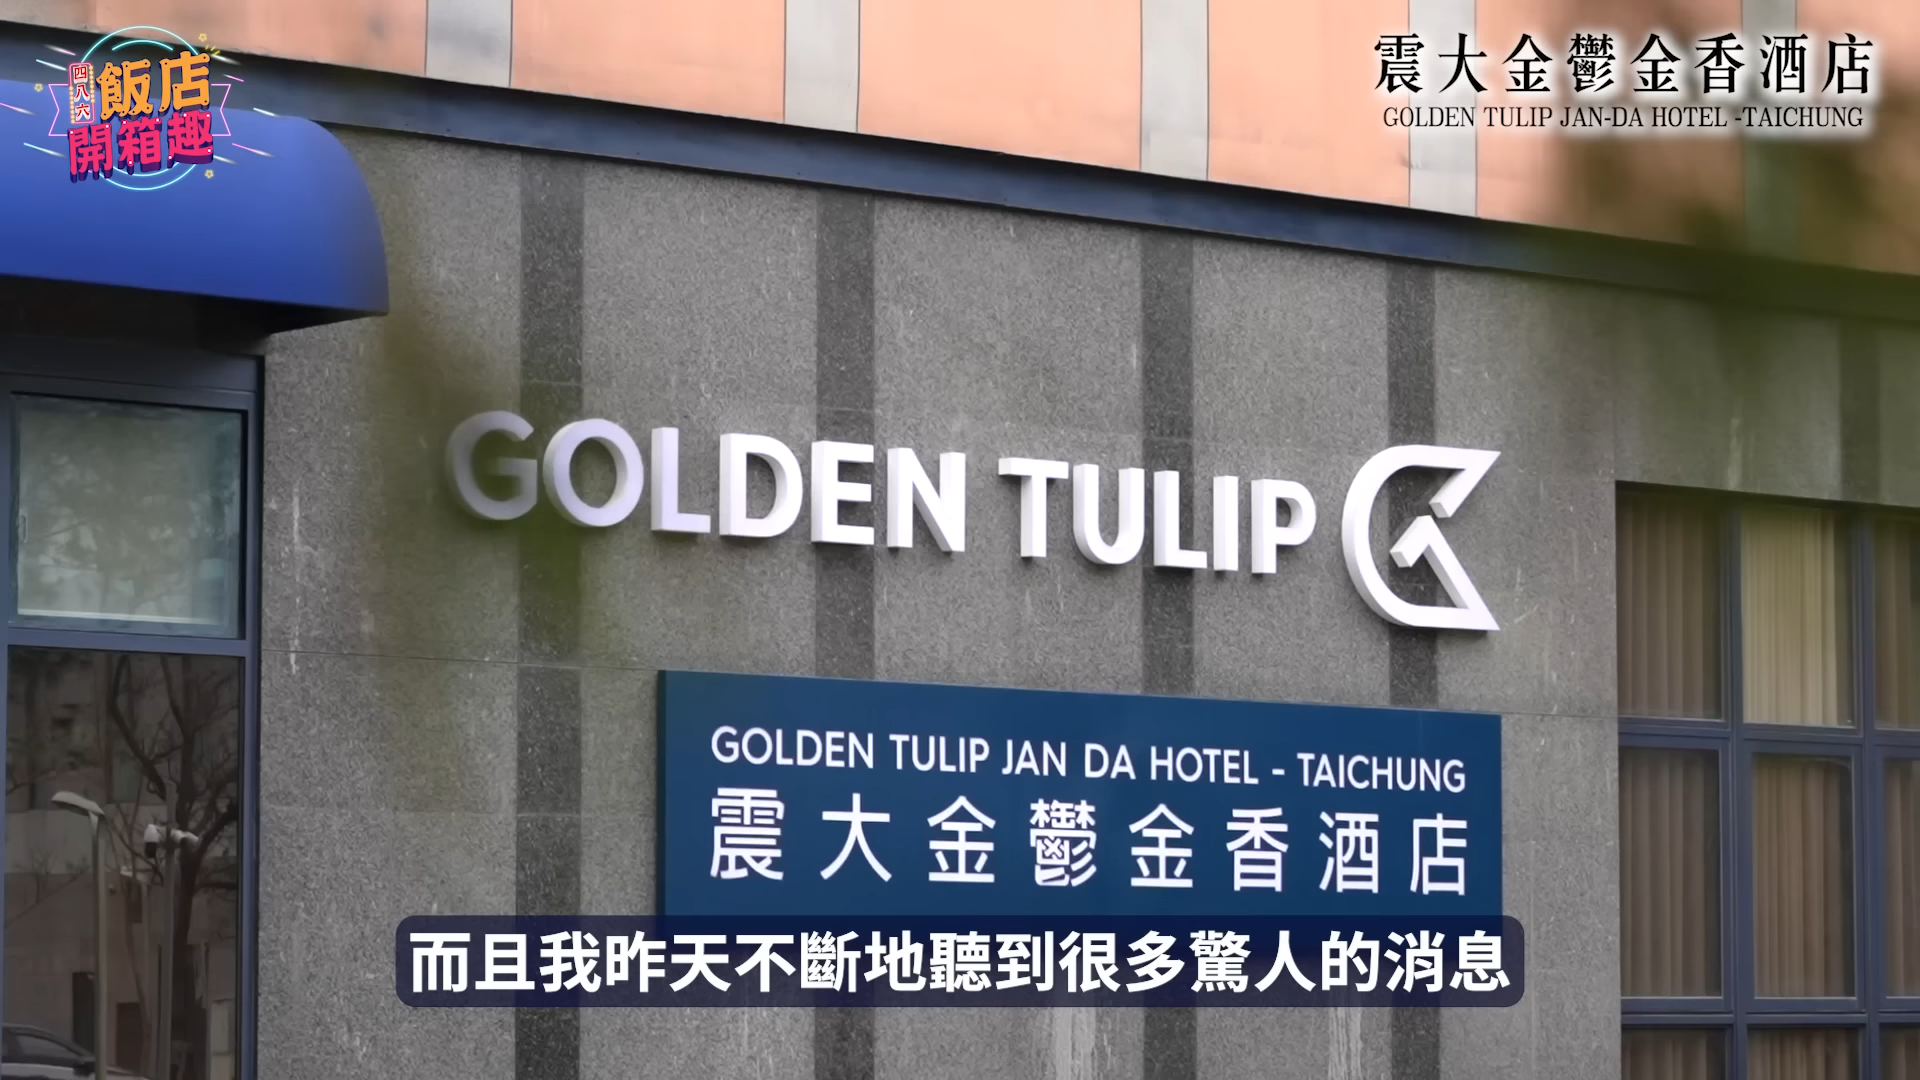 四八六
飯店
開箱趣
震大金鬱金香酒店
GOLDEN TULIP JAN-DA HOTEL -TAICHUNG
GOLDEN TULIP
GOLDEN TULIP JAN DA HOTEL - TAICHUNG
震大金鬱金香酒店
而且我昨天不斷地聽到很多驚人的消息